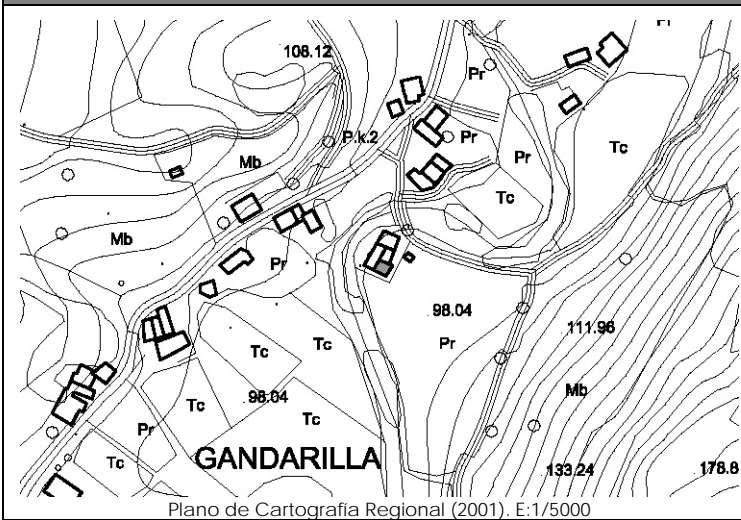 108.12
Pr
Pr
P.k.2
Pr
Pr
Tc
Mb
Tc
Mb
Pr
98.04
111.96
Pr
Tc
Tc
Mb
98.04
Tc
Tc
Pr
GANDARILLA
Tc
133.24
178.8
Plano de Cartografía Regional (2001). E:1/5000